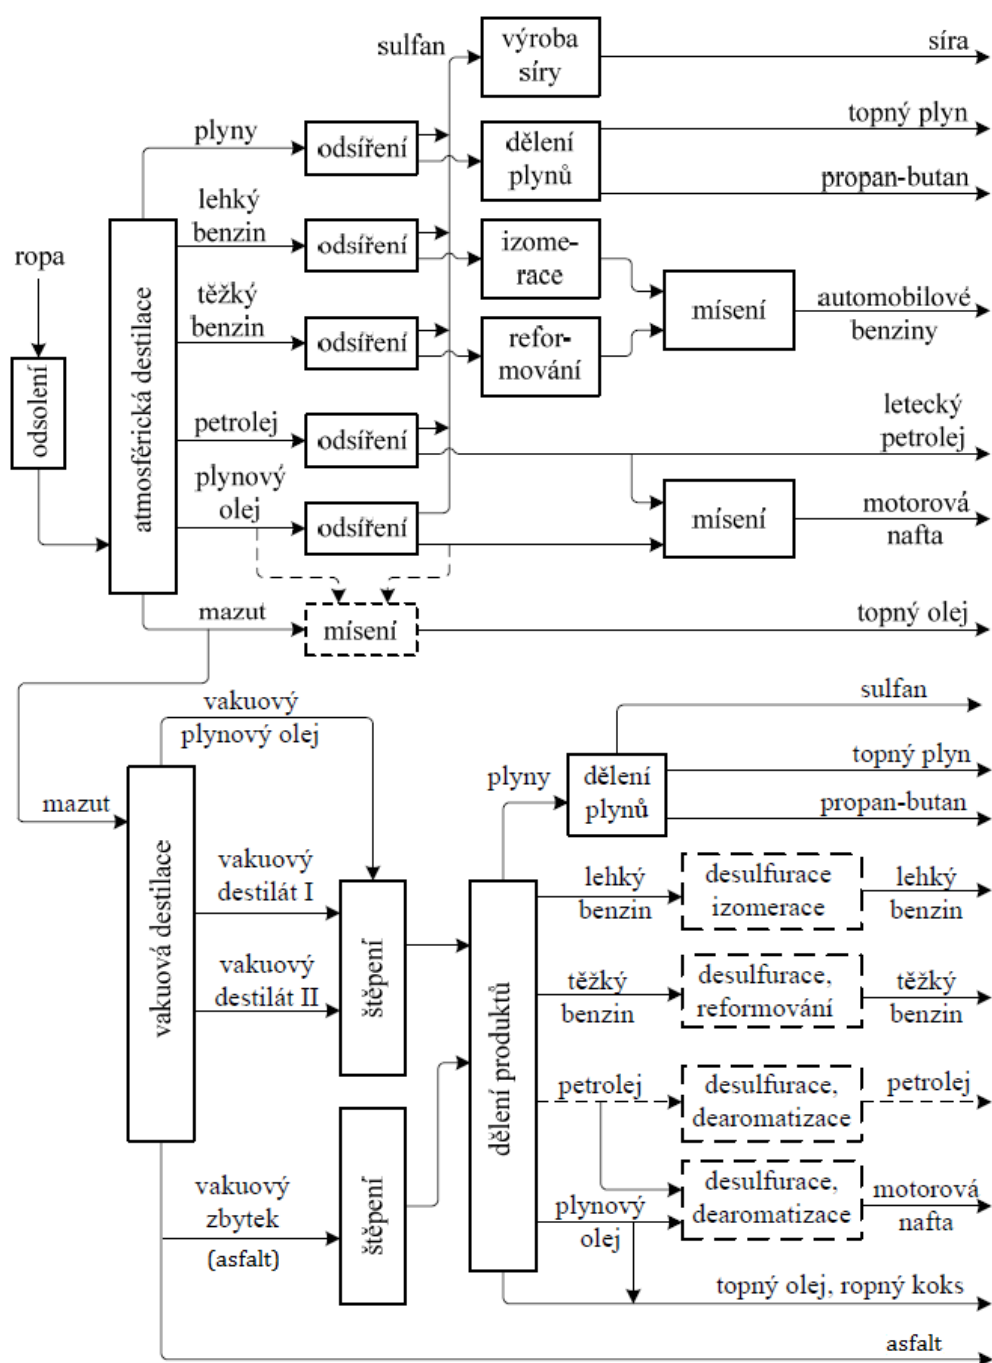 sulfan
výroba
síry
síra
plyny
odsíření
dělení
plynů
topný plyn
propan-butan
lehký
benzin
odsíření
izome-
race
ropa
těžký
benzin
odsíření
refor-
mování
mísení
automobilové
benziny
odsolení
atmosférická destilace
petrolej
odsíření
letecký
petrolej
plynový
olej
odsíření
mísení
motorová
nafta
mazut
mísení
topný olej
vakuový
plynový olej
sulfan
plyny
dělení
plynů
topný plyn
propan-butan
mazut
vakuová destilace
vakuový
destilát I
vakuový
destilát II
štěpení
dělení produktů
lehký
benzin
desulfurace
izomerace
lehký
benzin
těžký
benzin
desulfurace,
reformování
těžký
benzin
petrolej
desulfurace,
dearomatizace
petrolej
vakuový
zbytek
(asfalt)
štěpení
plynový
olej
desulfurace,
dearomatizace
motorová
nafta
topný olej, ropný koks
asfalt